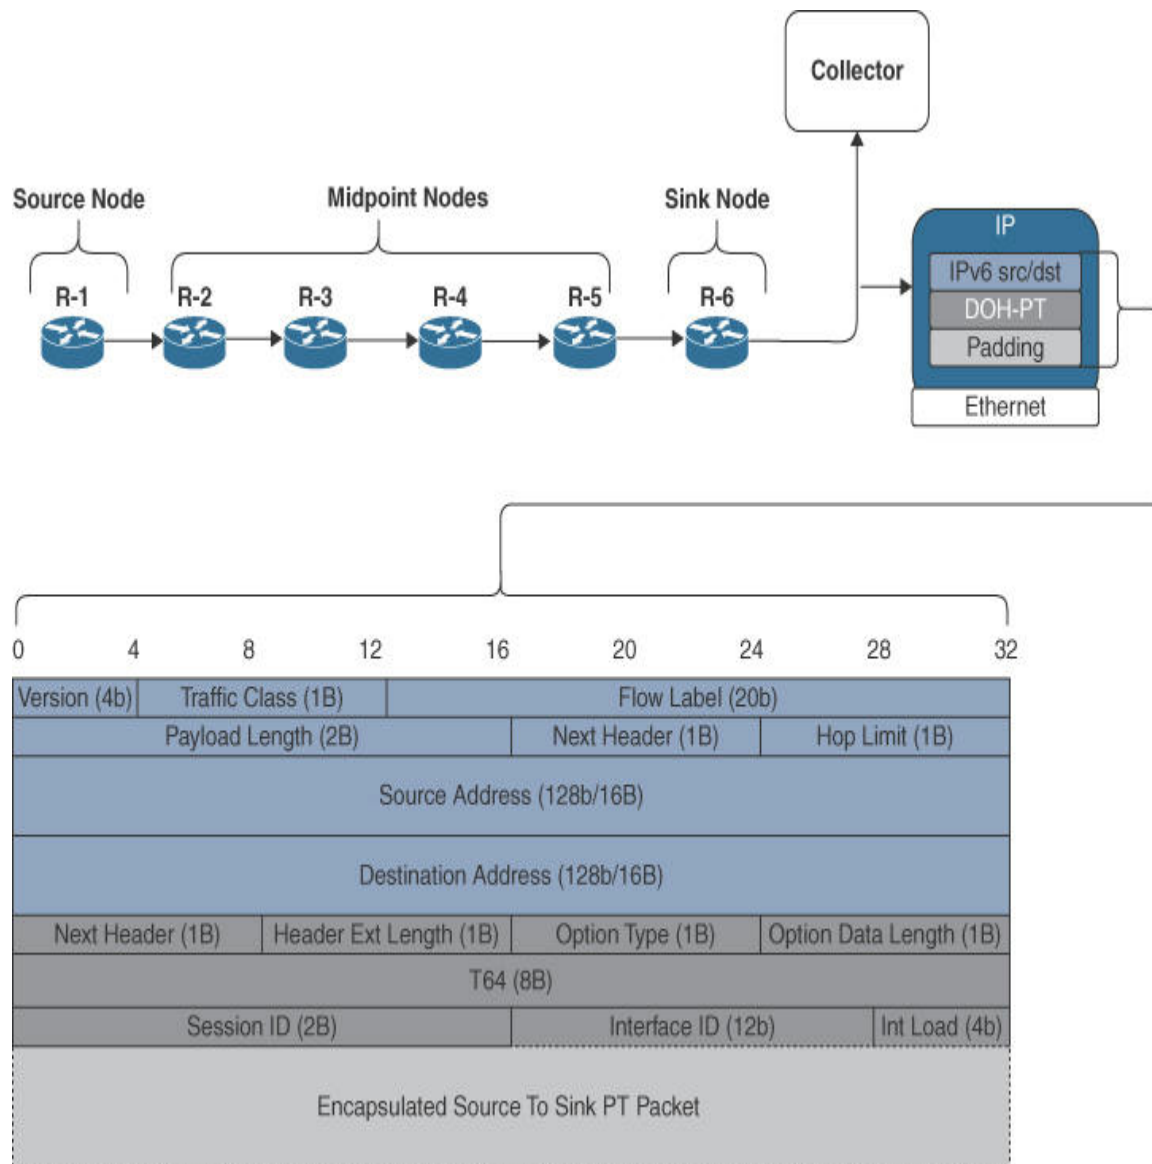 Collector
Source Node
Midpoint Nodes
Sink Node
R-1
R-2
R-3
R-4
R-5
R-6
IP
IPv6 src/dst
DOH-PT
Padding
Ethernet
0 4 8 12 16 20 24 28 32
Version (4b) Traffic Class (1B) Flow Label (20b)
Payload Length (2B) Next Header (1B) Hop Limit (1B)
Source Address (128b/16B)
Destination Address (128b/16B)
Next Header (1B) Header Ext Length (1B) Option Type (1B) Option Data Length (1B)
T64 (8B)
Session ID (2B) Interface ID (12b) Int Load (4b)
Encapsulated Source To Sink PT Packet